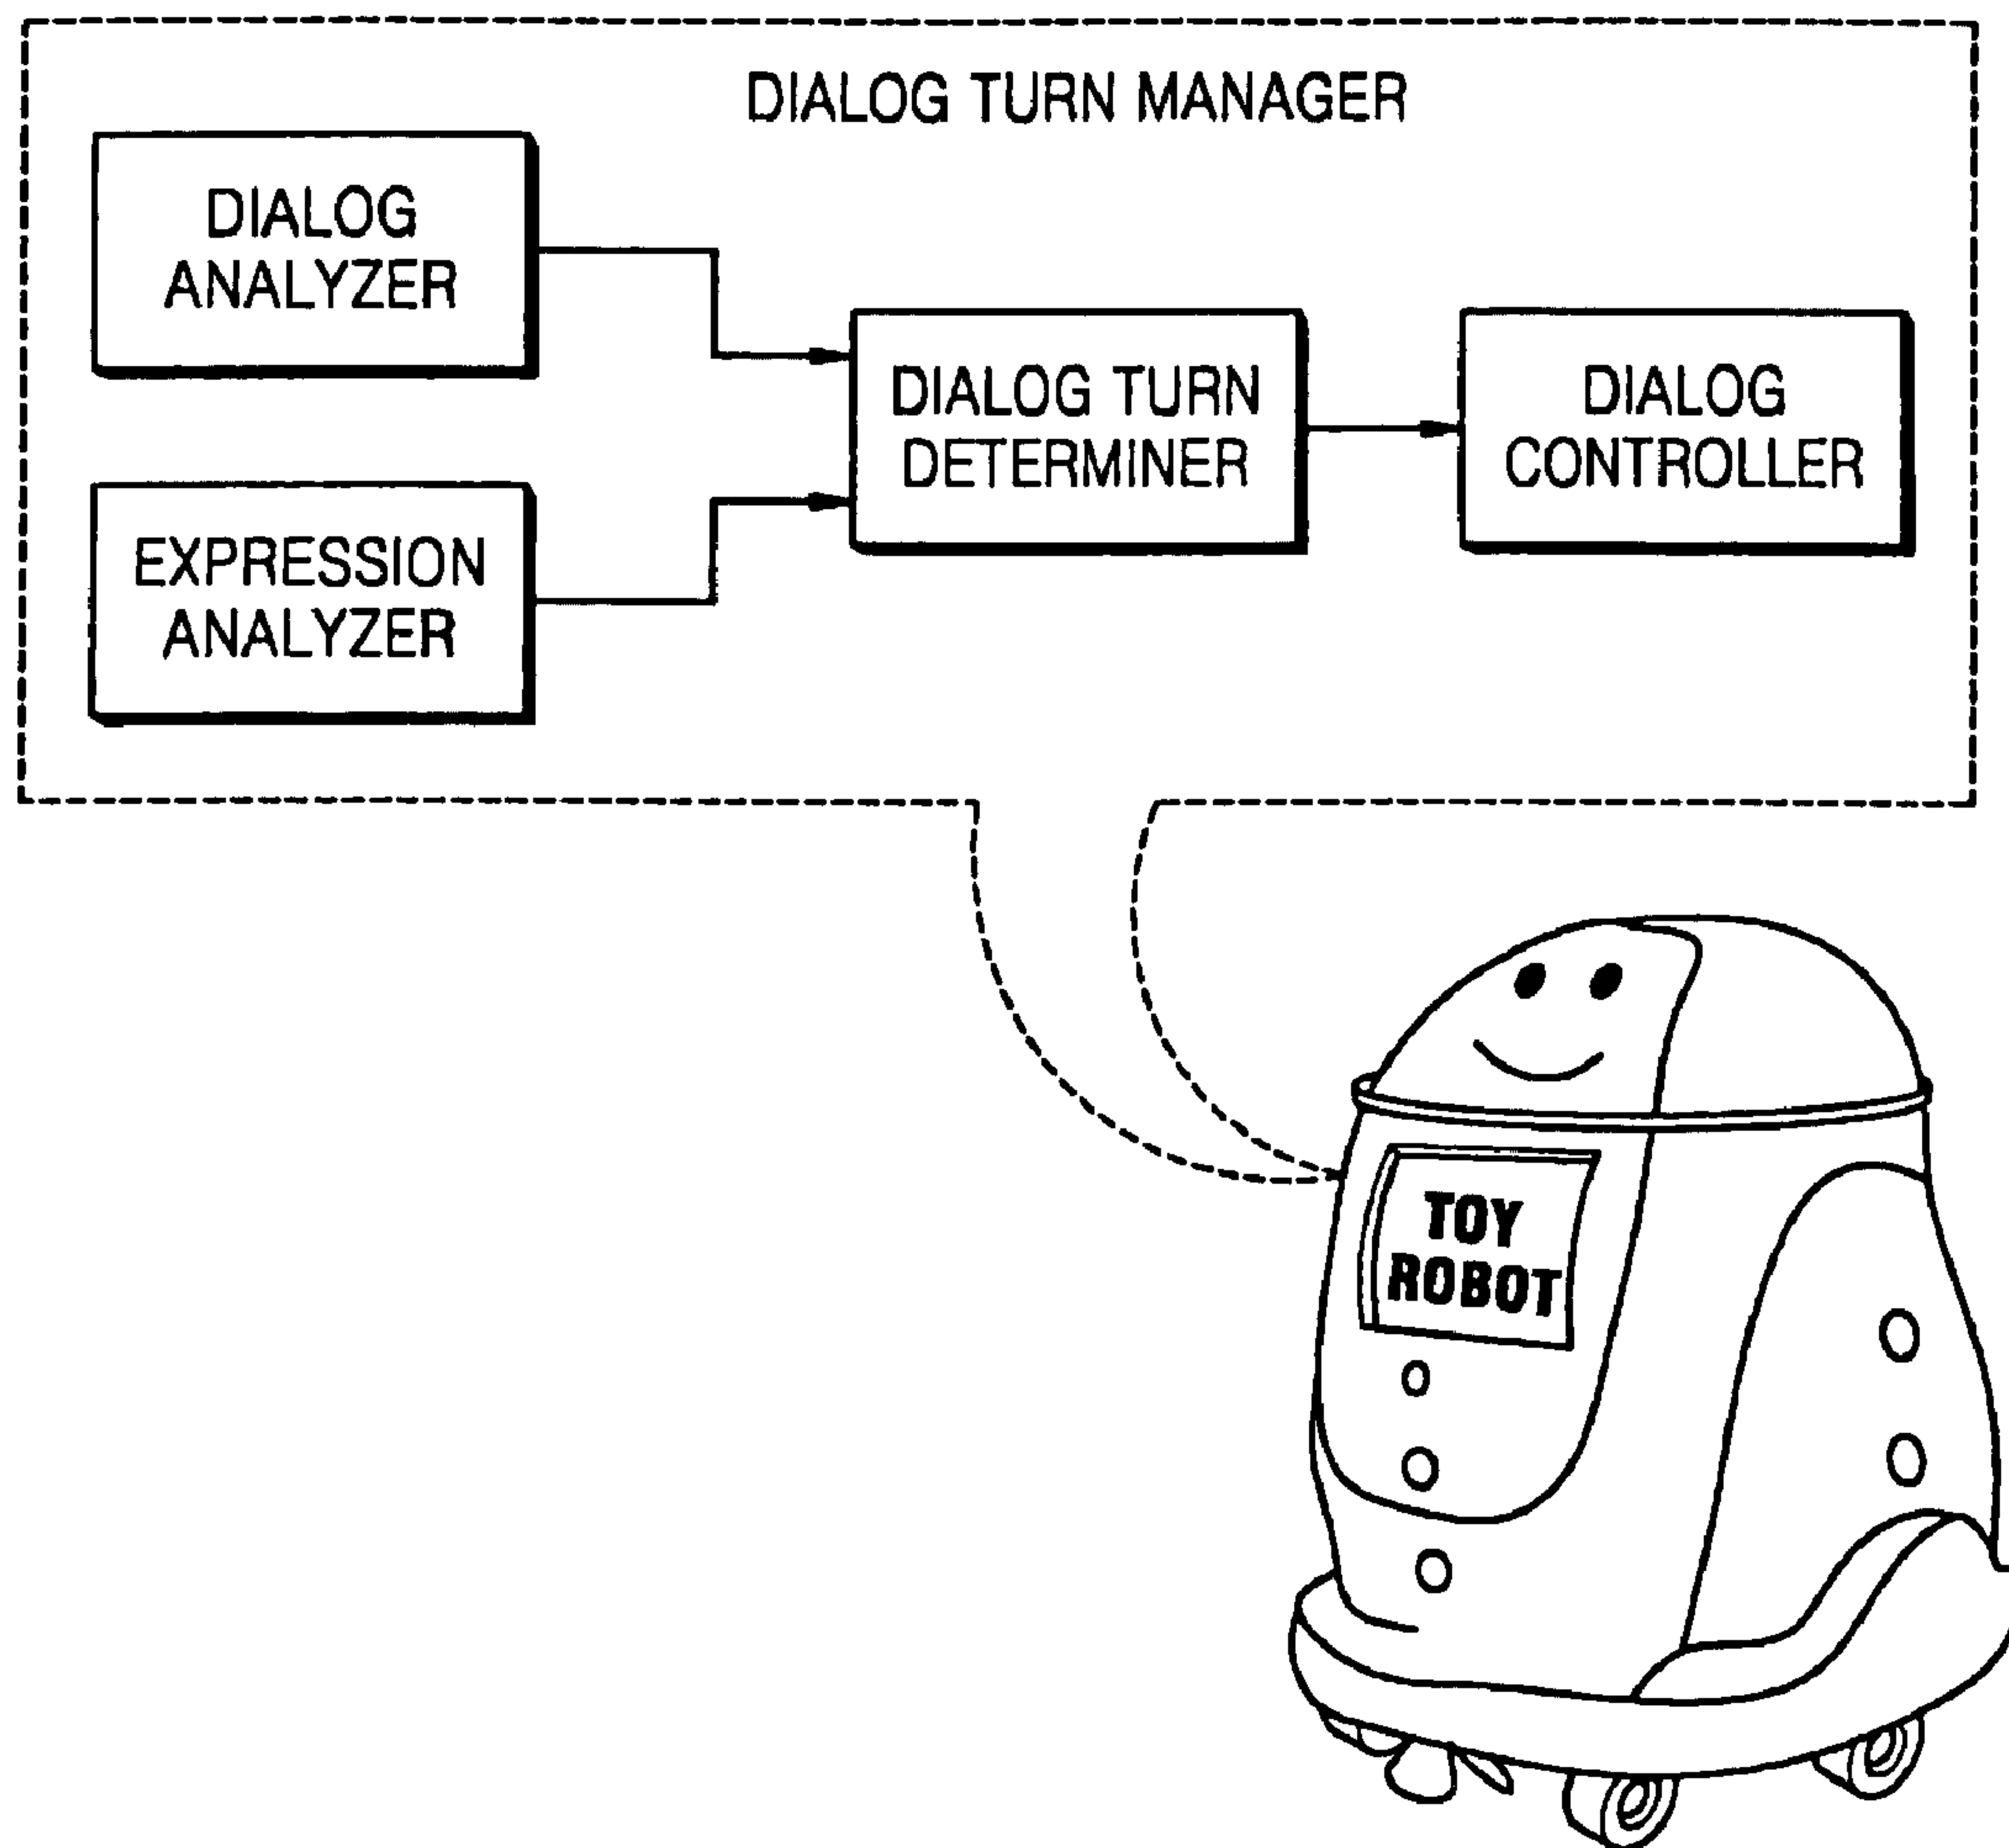 DIALOG TURN MANAGER
DIALOG
ANALYZER
EXPRESSION
ANALYZER
DIALOG TURN
DETERMINER
DIALOG
CONTROLLER
TOY
ROBOT